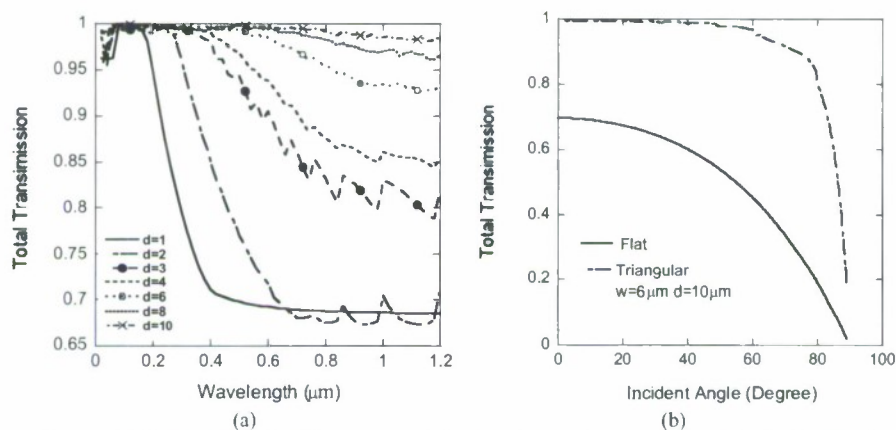 Total Transimission
1
0.95
0.9
0.85
0.8
0.75
0.7
0.65
d=1
d=2
d=3
d=4
d=6
d=8
d=10
0
0.2
0.4
0.6
0.8
1
1.2
Wavelength (μm)
(a)
Total Transimission
1
0.8
0.6
0.4
0.2
0
Flat
Triangular
w=6μm d=10μm
0
20
40
60
80
100
Incident Angle (Degree)
(b)